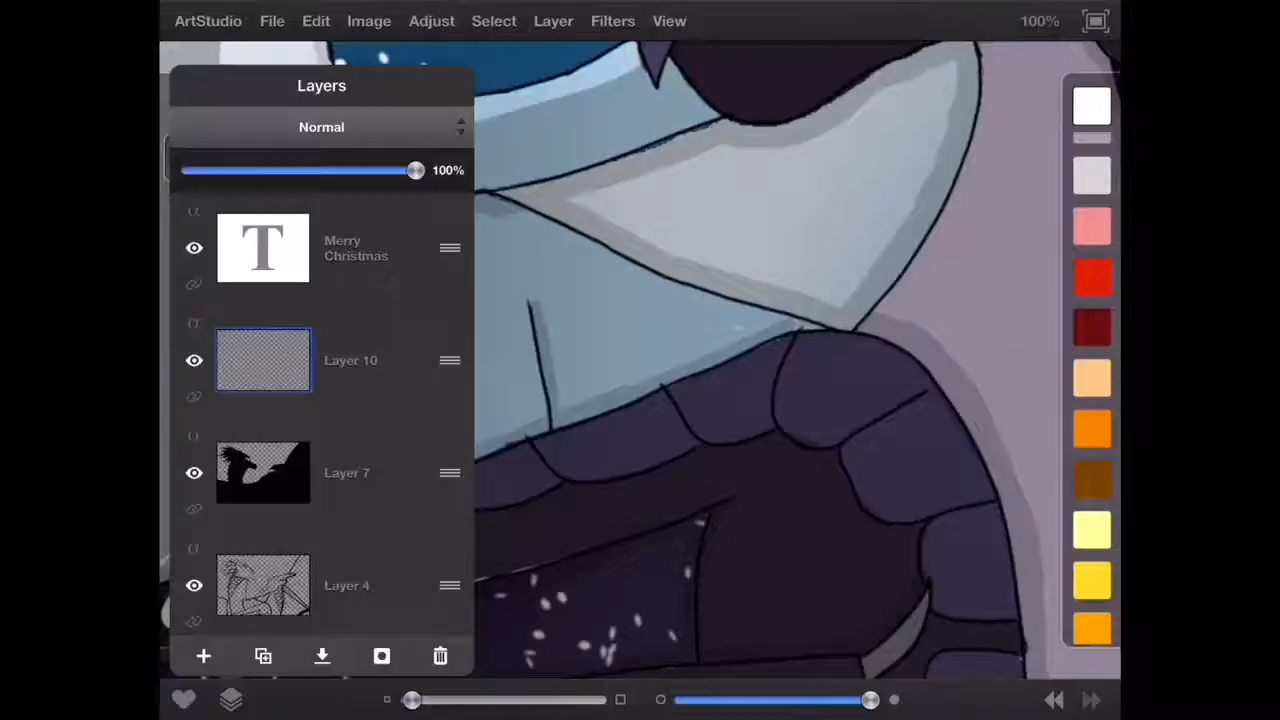 ArtStudio File Edit Image Adjust Select Layer Filters View 100%
Layers
Normal
100%
T
Merry
Christmas
Layer 10
Layer 7
Layer 4